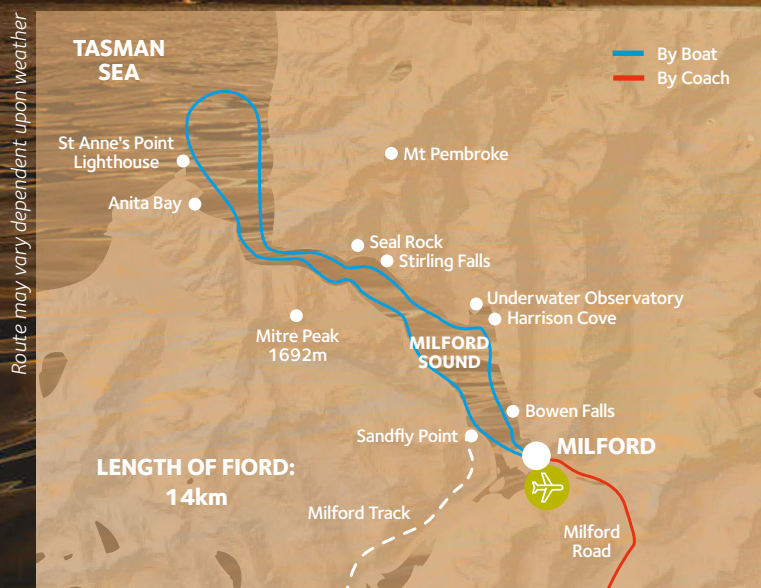 Route may vary dependent upon weather
TASMAN
SEA
By Boat
By Coach
St Anne's Point
Lighthouse
Mt Pembroke
Anita Bay
Seal Rock
Stirling Falls
Underwater Observatory
Harrison Cove
Mitre Peak
1692m
MILFORD
SOUND
Bowen Falls
Sandfly Point
MILFORD
LENGTH OF FIORD:
14km
Milford Track
Milford
Road